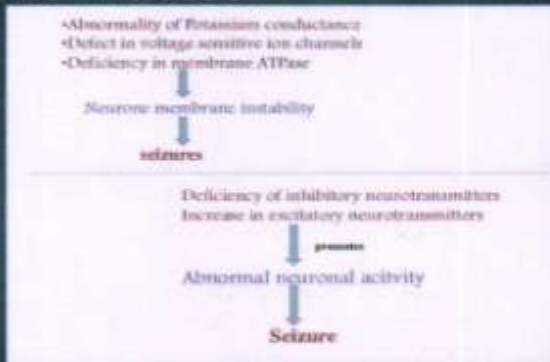 •Abnormality of Potassium conductance
•Defect in voltage sensitive ion channels
•Deficiency in membrane ATPase
Neurone membrane instability
seizures
Deficiency of inhibitory neurotransmitters
Increase in excitatory neurotransmitters
promotes
Abnormal neuronal acitvity
Seizure